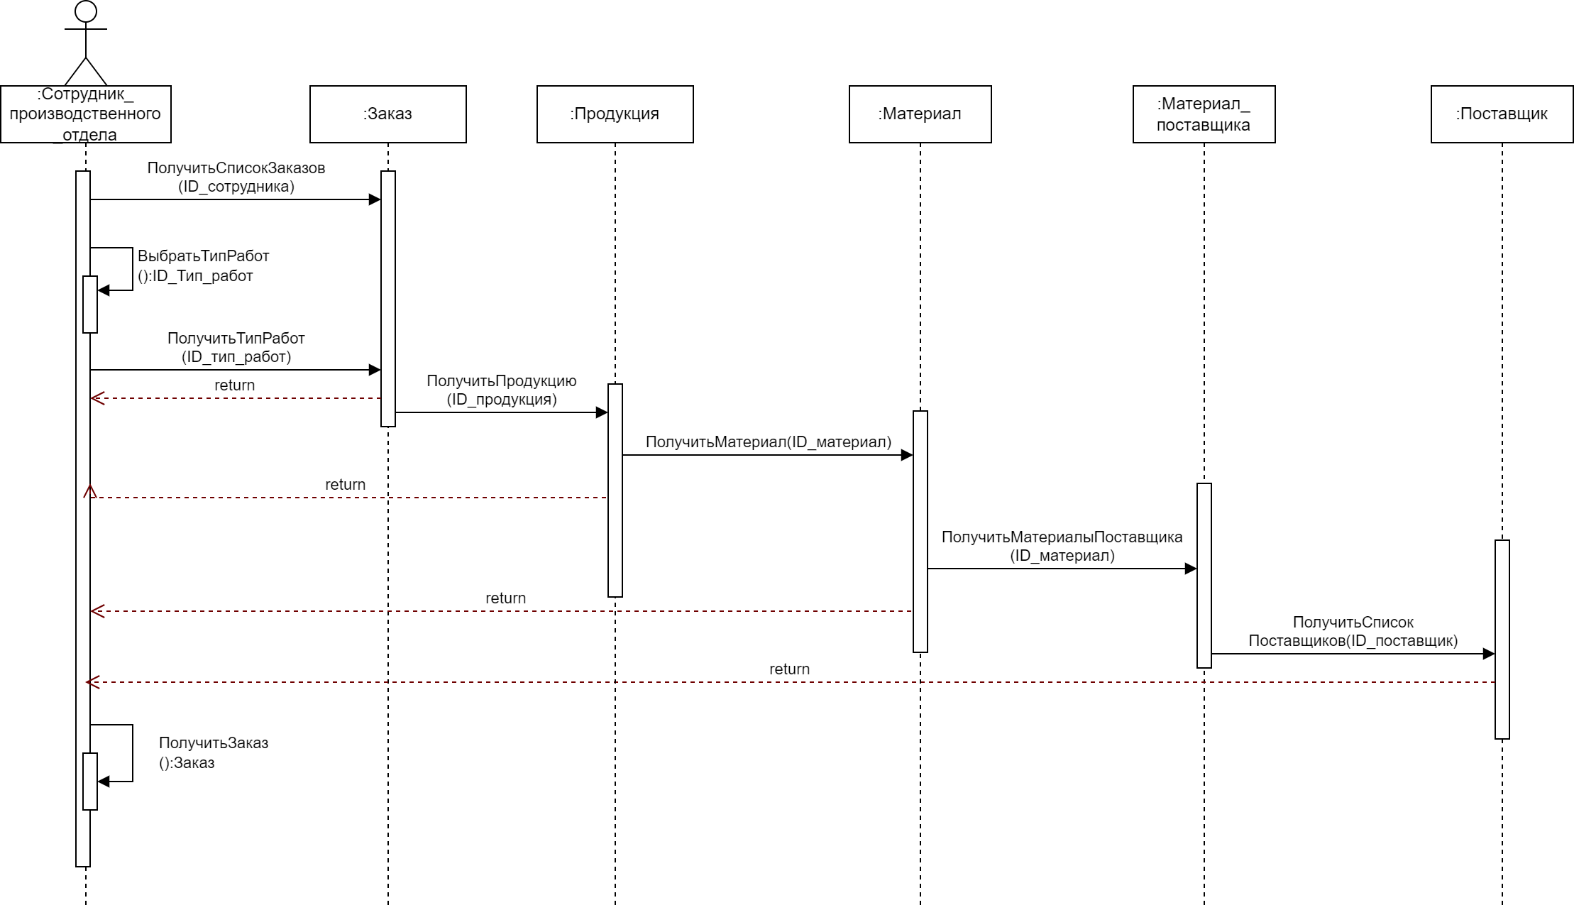 :Сотрудник_
производственного
_отдела
:Заказ
:Продукция
:Материал
:Материал_
поставщика
:Поставщик
ПолучитьСписокЗаказов
(ID_сотрудника)
ВыбратьТипРабот
():ID_Тип_работ
ПолучитьТипРабот
(ID_тип_работ)
return
ПолучитьПродукцию
(ID_продукция)
ПолучитьМатериал(ID_материал)
return
ПолучитьМатериалыПоставщика
(ID_материал)
return
ПолучитьСписок
Поставщиков(ID_поставщик)
return
ПолучитьЗаказ
():Заказ